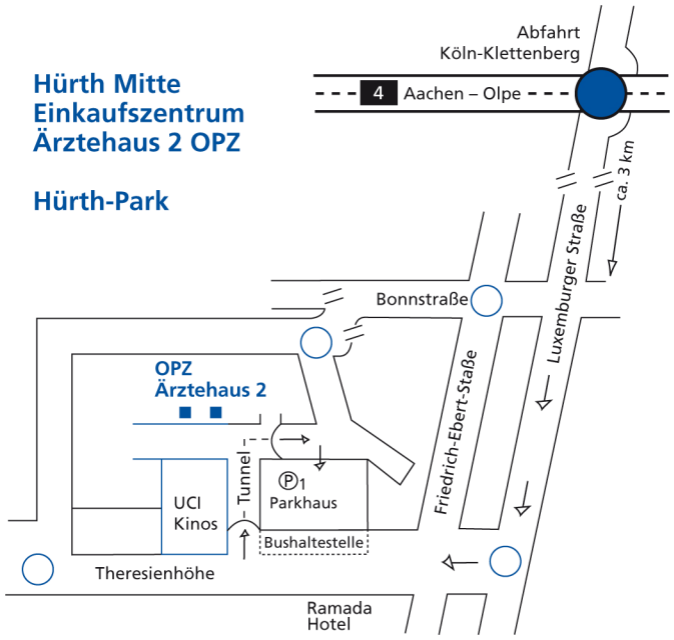 Abfahrt
Köln-Klettenberg
Hürth Mitte
Einkaufszentrum
Ärztehaus 2 OPZ
Hürth-Park
4 Aachen – Olpe
ca. 3 km
Luxemburger Straße
Bonnstraße
Friedrich-Ebert-Staße
OPZ
Ärztehaus 2
Tunnel
P1
Parkhaus
UCI
Kinos
Bushaltestelle
Theresienhöhe
Ramada
Hotel